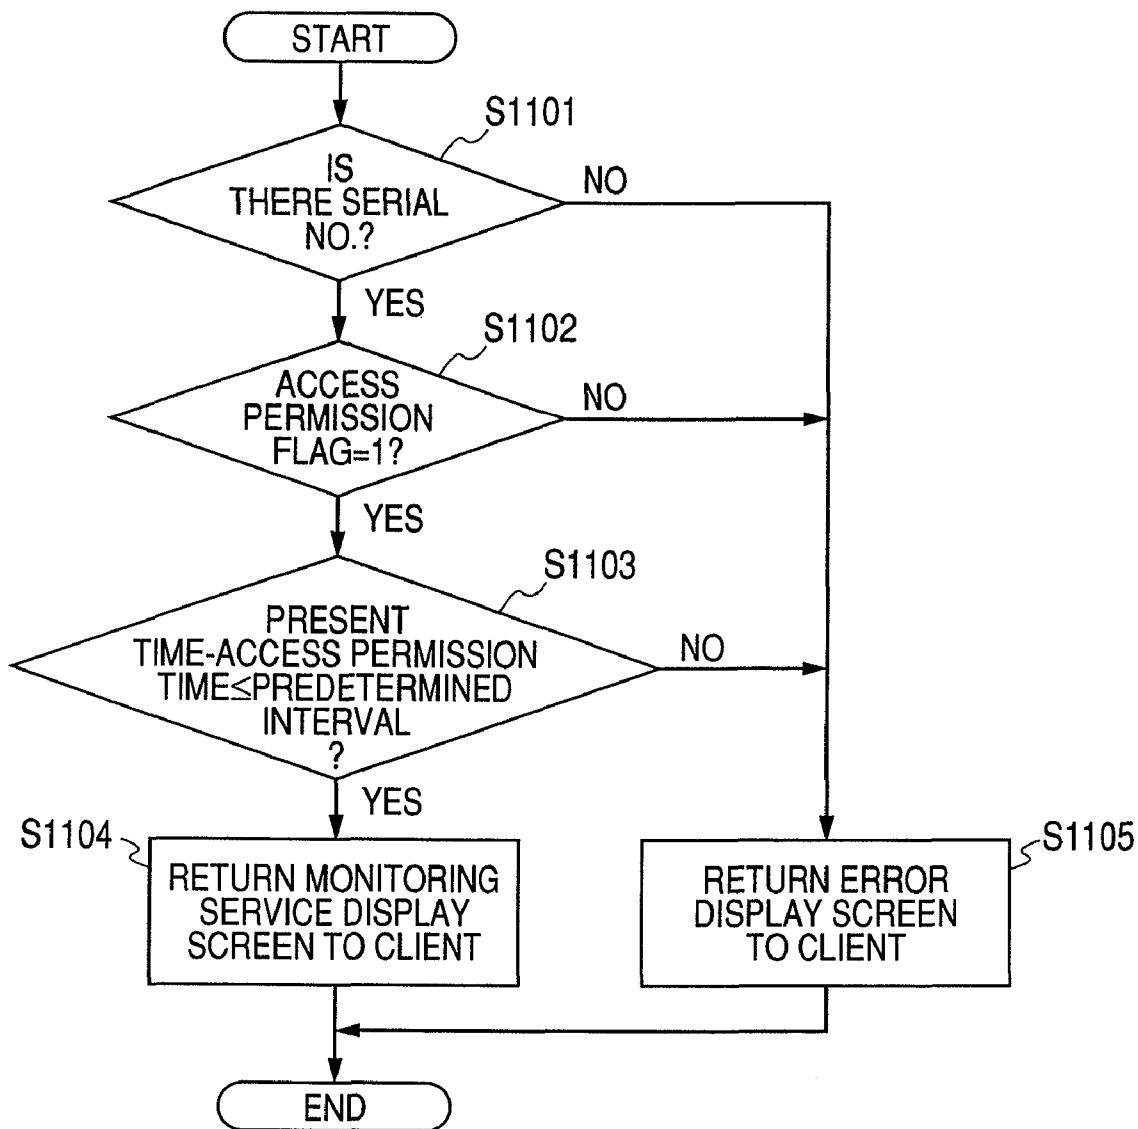 START
S1101
IS
THERE SERIAL
NO.?
NO
YES
S1102
ACCESS
PERMISSION
FLAG=1?
NO
YES
S1103
PRESENT
TIME-ACCESS PERMISSION
TIME≤PREDETERMINED
INTERVAL
?
NO
YES
S1104
RETURN MONITORING
SERVICE DISPLAY
SCREEN TO CLIENT
S1105
RETURN ERROR
DISPLAY SCREEN
TO CLIENT
END